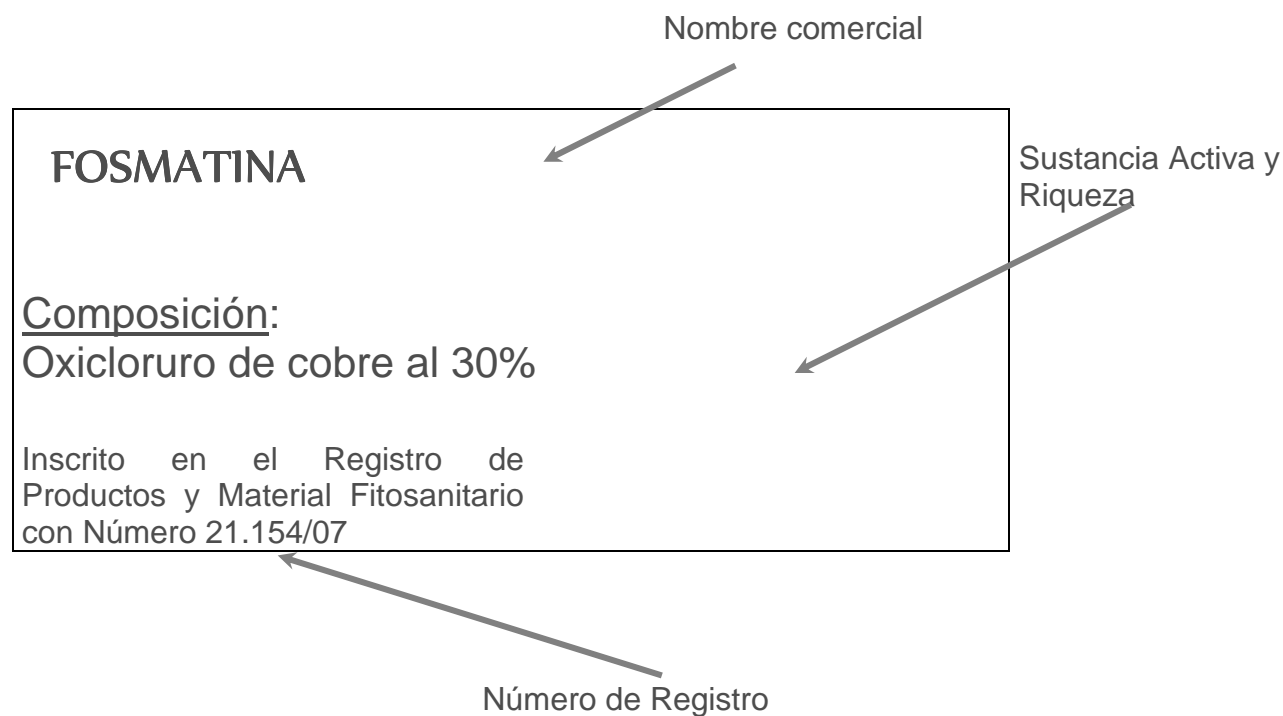 Nombre comercial
FOSMATINA
Sustancia Activa y
Riqueza
Composición:
Oxicloruro de cobre al 30%
Inscrito en el Registro de
Productos y Material Fitosanitario
con Número 21.154/07
Número de Registro